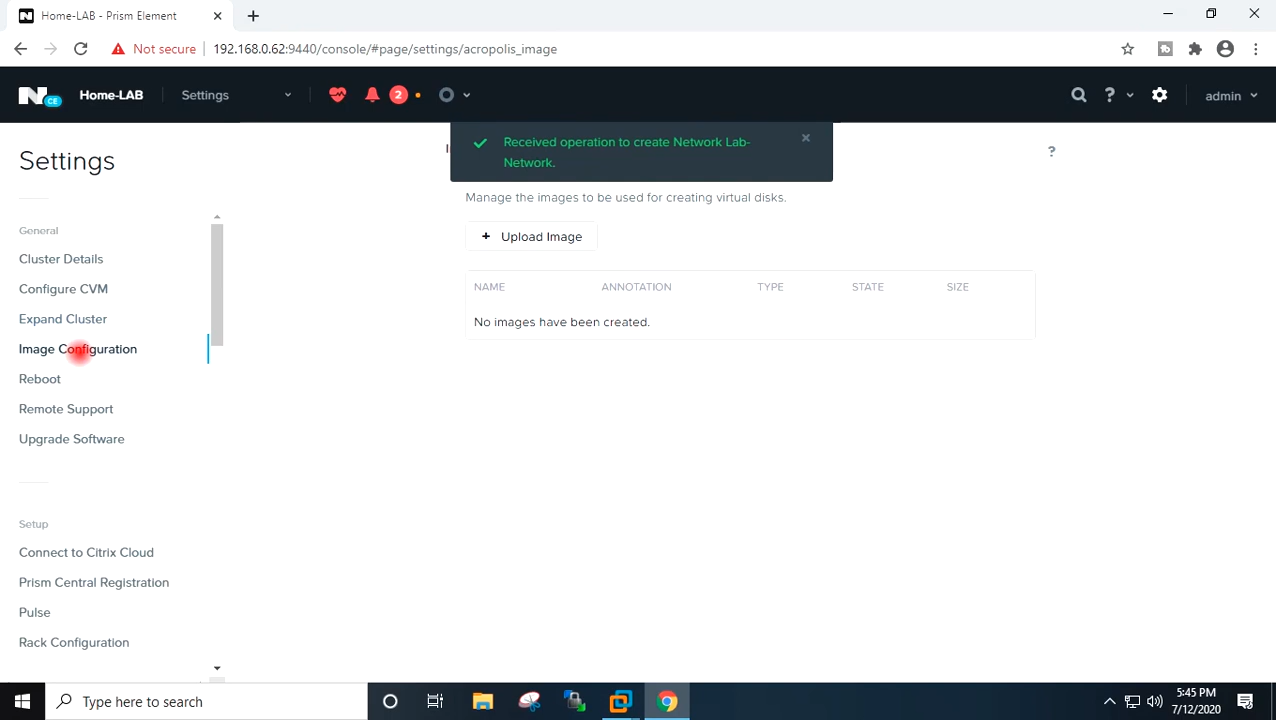 Home-LAB - Prism Element
Not secure
192.168.0.62:9440/console/#page/settings/acropolis_image
N CE
Home-LAB
Settings
2
?
admin
Received operation to create Network Lab-
Network.
?
Settings
Manage the images to be used for creating virtual disks.
+ Upload Image
NAME ANNOTATION TYPE STATE SIZE
No images have been created.
General
Cluster Details
Configure CVM
Expand Cluster
Image Configuration
Reboot
Remote Support
Upgrade Software
Setup
Connect to Citrix Cloud
Prism Central Registration
Pulse
Rack Configuration
Type here to search
5:45 PM
7/12/2020